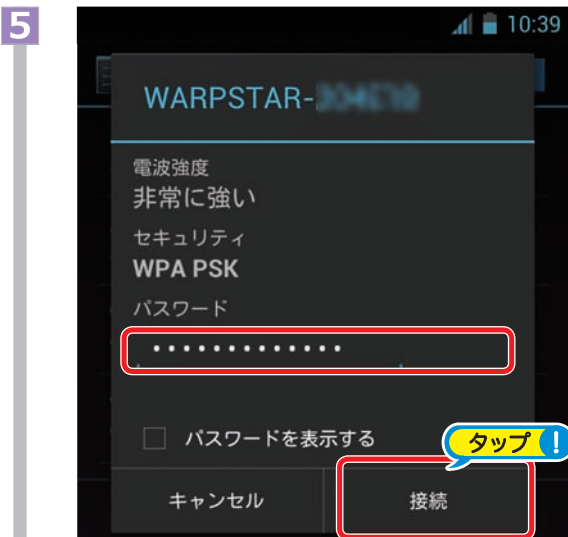 5
10:39
WARPSTAR-
電波強度
非常に強い
セキュリティ
WPA PSK
パスワード
•••••••••••••
パスワードを表示する
タップ!
キャンセル
接続